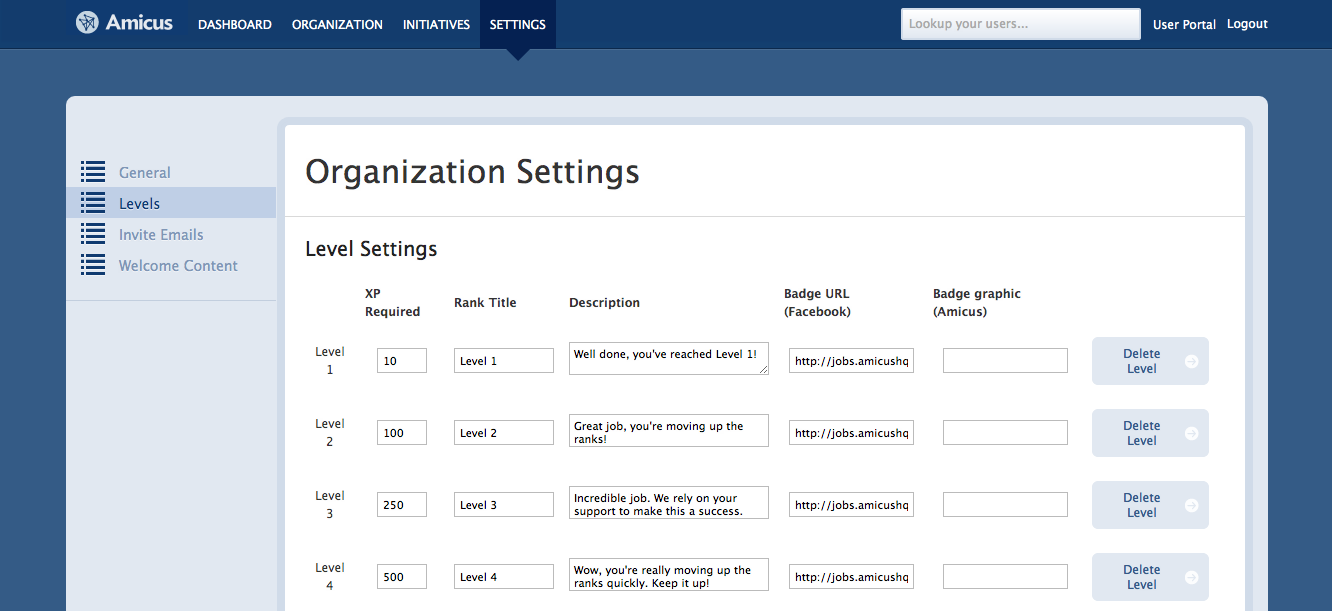 Amicus DASHBOARD ORGANIZATION INITIATIVES SETTINGS Lookup your users... User Portal Logout
General
Levels
Invite Emails
Welcome Content
Organization Settings
Level Settings
XP
Required
Rank Title
Description
Badge URL
(Facebook)
Badge graphic
(Amicus)
Level
1
10
Level 1
Well done, you've reached Level 1!
http://jobs.amicushq
Delete
Level
Level
2
100
Level 2
Great job, you're moving up the
ranks!
http://jobs.amicushq
Delete
Level
Level
3
250
Level 3
Incredible job. We rely on your
support to make this a success.
http://jobs.amicushq
Delete
Level
Level
4
500
Level 4
Wow, you're really moving up the
ranks quickly. Keep it up!
http://jobs.amicushq
Delete
Level